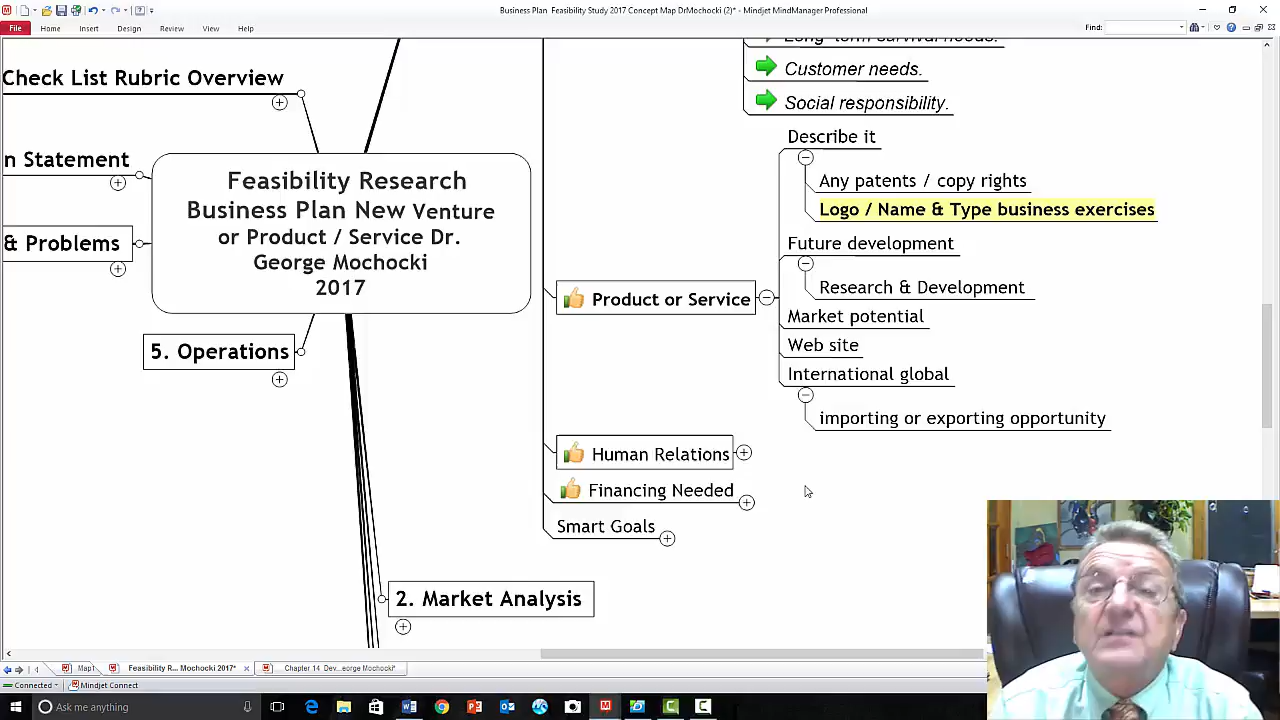 Business Plan Feasibility Study 2017 Concept Map DrMochocki (2)* - Mindjet MindManager Professional
File Home Insert Design Review View Help
Find:
Long-term survival needs.
Customer needs.
Social responsibility.
Check List Rubric Overview
n Statement
& Problems
Feasibility Research
Business Plan New Venture
or Product / Service Dr.
George Mochocki
2017
5. Operations
Describe it
Any patents / copy rights
Logo / Name & Type business exercises
Future development
Research & Development
Product or Service
Market potential
Web site
International global
importing or exporting opportunity
Human Relations
Financing Needed
Smart Goals
2. Market Analysis
Map1 Feasibility R... Mochocki 2017* Chapter 14 Dev...eorge Mochocki*
Connected Mindjet Connect
Ask me anything